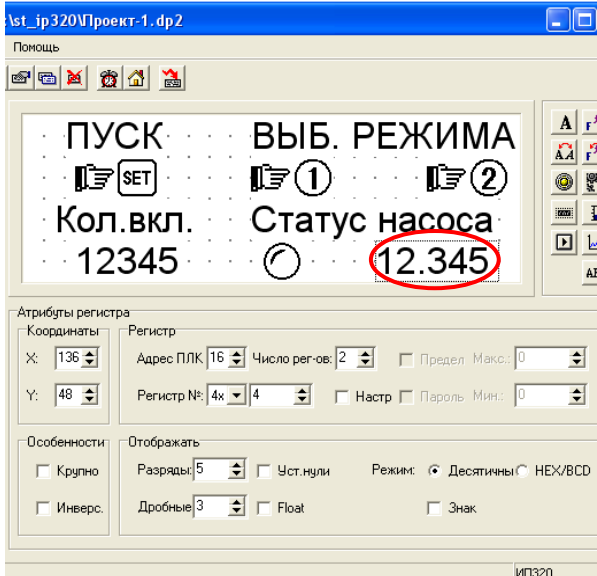 :\st_ip320\Проект-1.dp2
Помощь
A
ПУСК ВЫБ. РЕЖИМА
SET 1 2
Кол.вкл. Статус насоса
12345 12.345
Атрибуты регистра
Координаты Регистр
X: 136 Адрес ПЛК 16 Число рег-ов: 2 Предел Макс.: 0
Y: 48 Регистр №: 4x 4 Настр Пароль Мин.: 0
Особенности Отображать
Крупно Разряды: 5 Уст.нули Режим: Десятичны HEX/BCD
Инверс. Дробные 3 Float Знак
ИП320